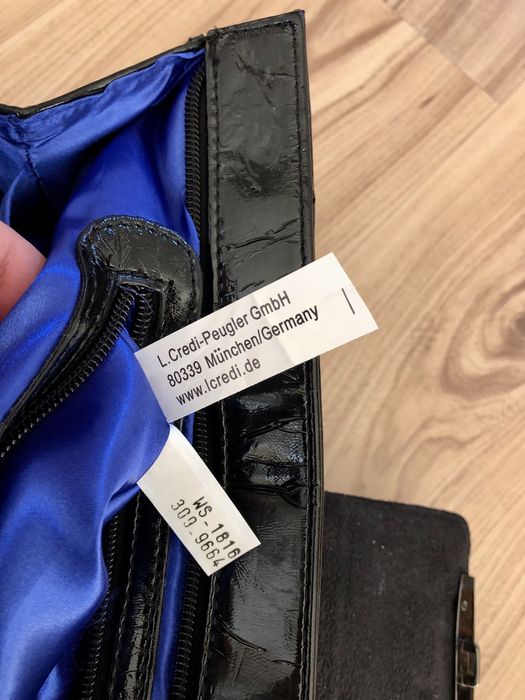 L.Credi-Peugler GmbH
80339 München/Germany
www.lcredi.de
WS-1816
309-9664